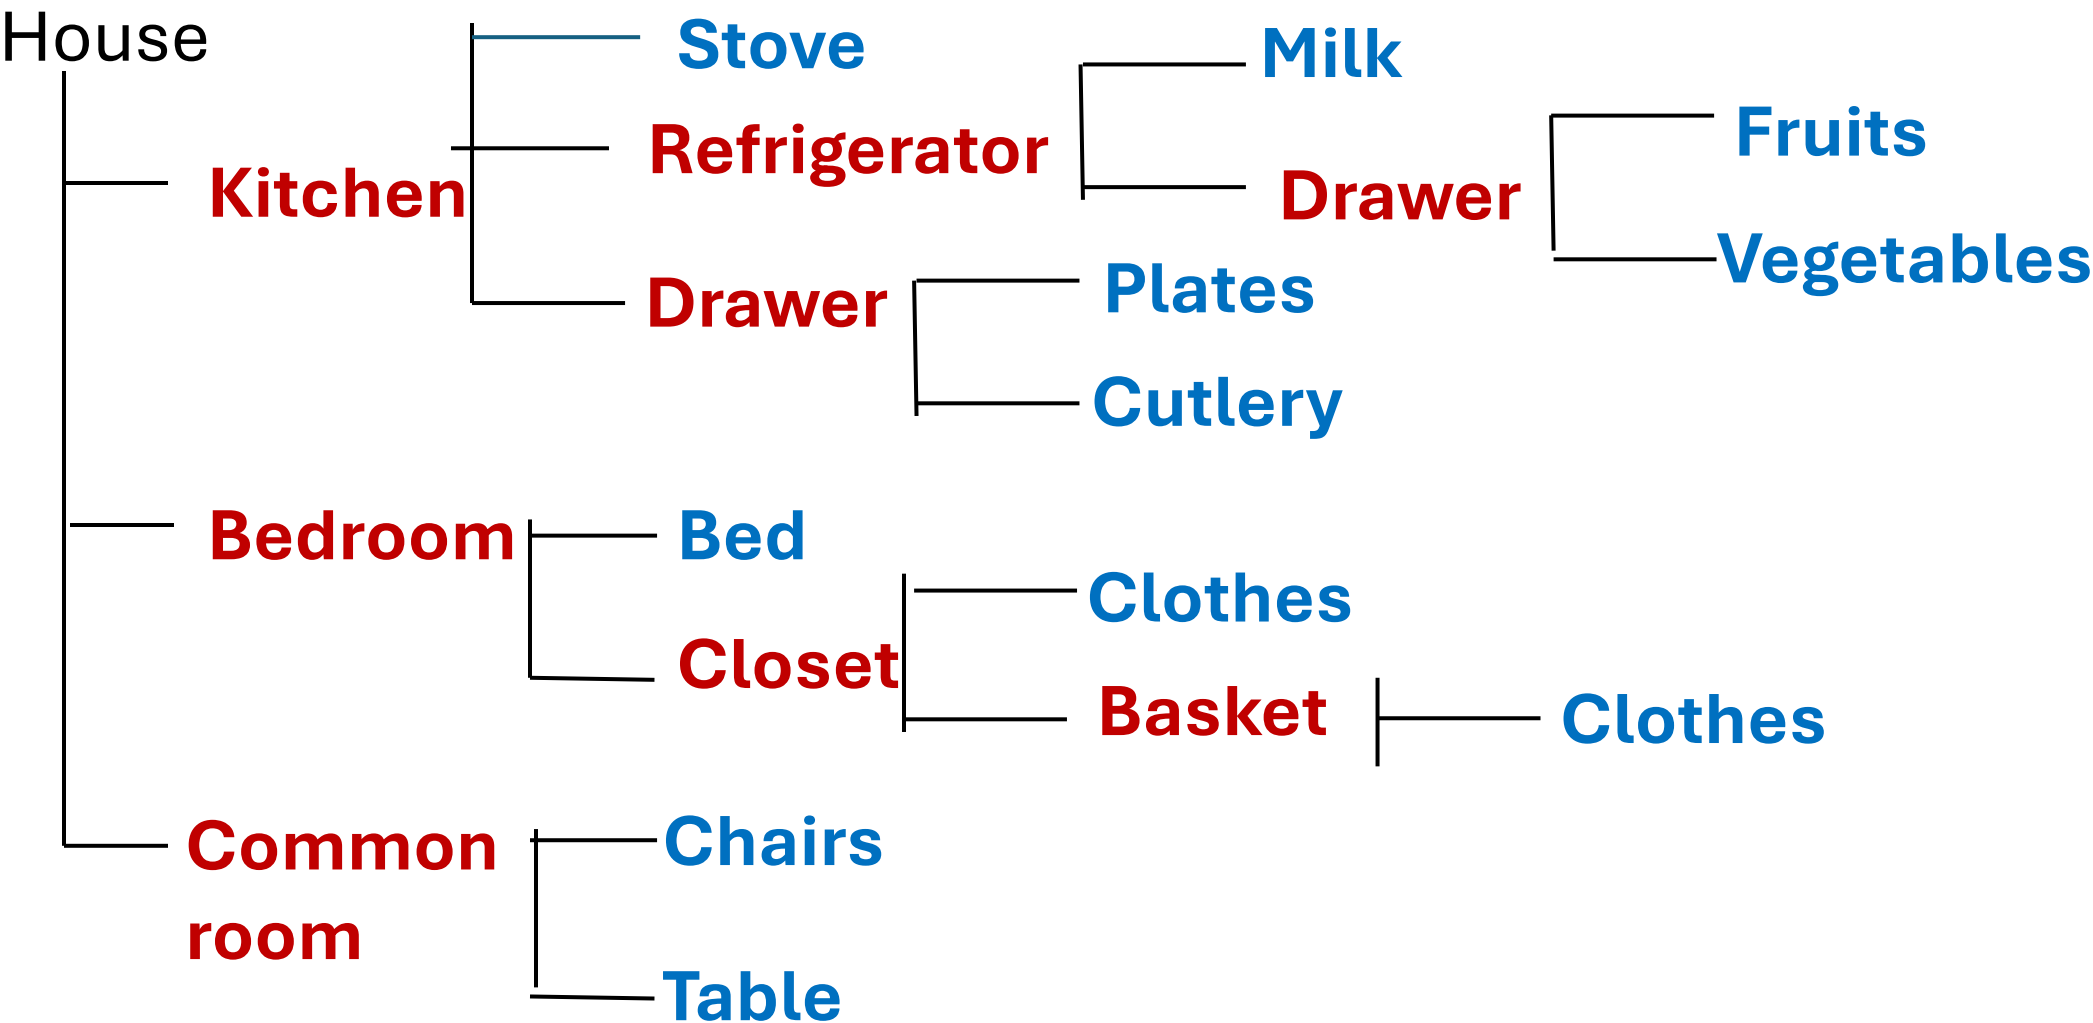 House
Stove
Milk
Fruits
Refrigerator
Kitchen
Drawer
Vegetables
Drawer
Plates
Cutlery
Bedroom
Bed
Clothes
Closet
Basket
Clothes
Common
room
Chairs
Table